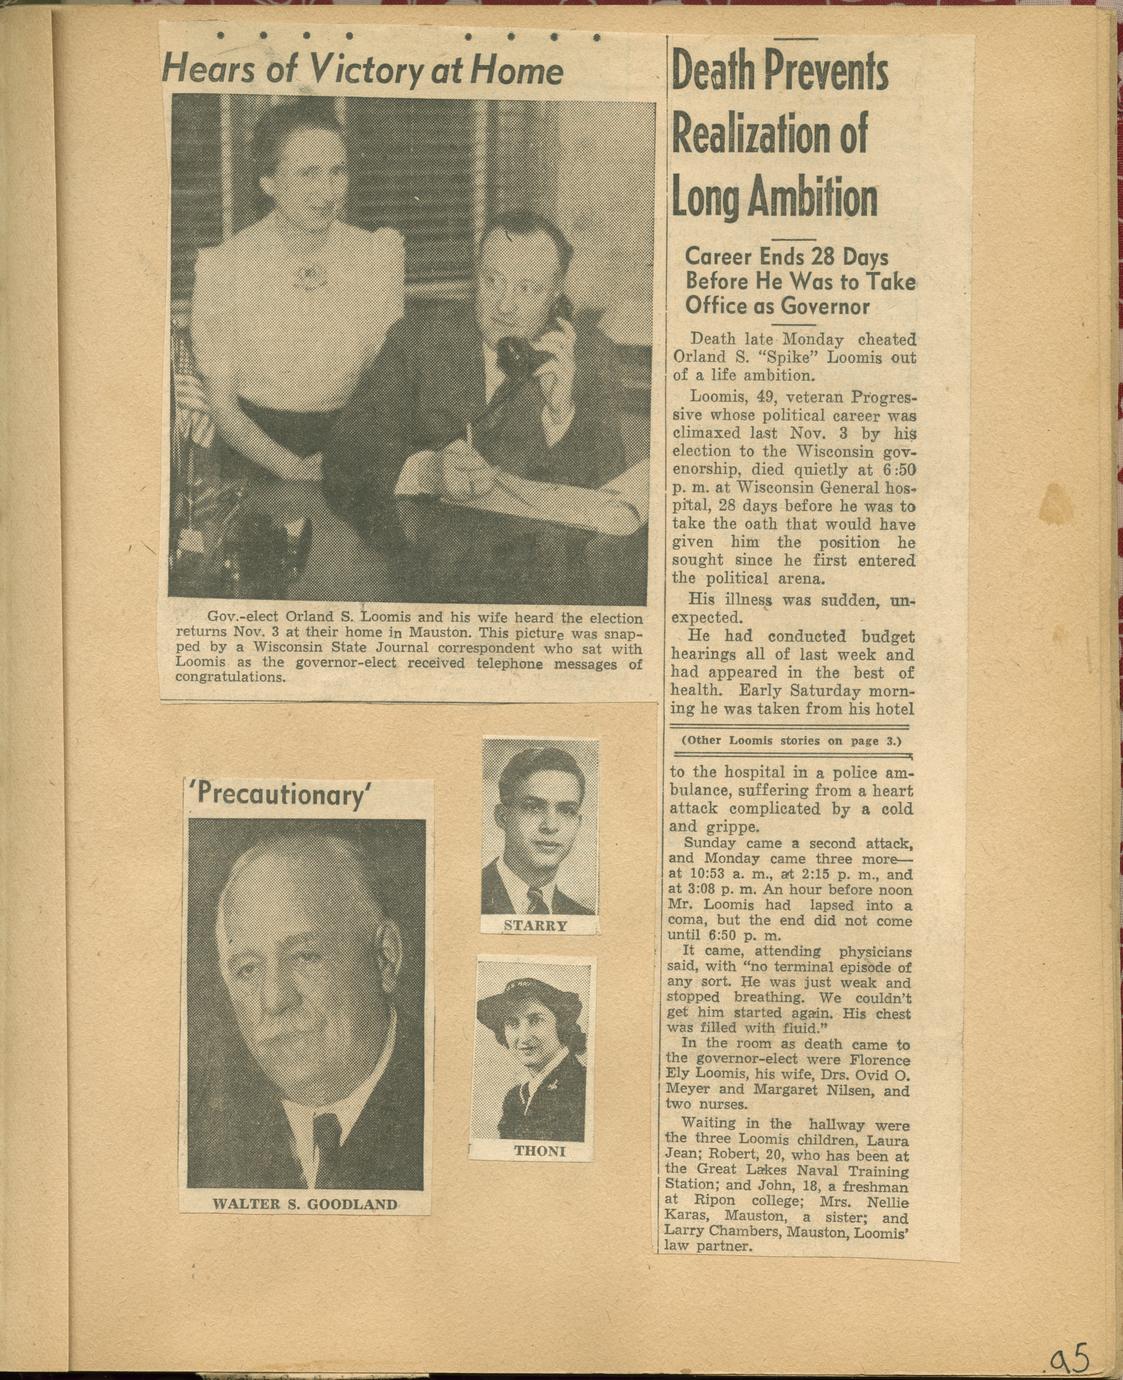 Hears of Victory at Home
Gov.-elect Orland S. Loomis and his wife heard the election
returns Nov. 3 at their home in Mauston. This picture was snap-
ped by a Wisconsin State Journal correspondent who sat with
Loomis as the governor-elect received telephone messages of
congratulations.
'Precautionary'
WALTER S. GOODLAND
STARRY
THONI
Death Prevents
Realization of
Long Ambition
Career Ends 28 Days
Before He Was to Take
Office as Governor
Death late Monday cheated
Orland S. "Spike" Loomis out
of a life ambition.
Loomis, 49, veteran Progres-
sive whose political career was
climaxed last Nov. 3 by his
election to the Wisconsin gov-
enorship, died quietly at 6:50
p. m. at Wisconsin General hos-
pital, 28 days before he was to
take the oath that would have
given him the position he
sought since he first entered
the political arena.
His illness was sudden, un-
expected.
He had conducted budget
hearings all of last week and
had appeared in the best of
health. Early Saturday morn-
ing he was taken from his hotel
(Other Loomis stories on page 3.)
to the hospital in a police am-
bulance, suffering from a heart
attack complicated by a cold
and grippe.
Sunday came a second attack,
and Monday came three more—
at 10:53 a. m., at 2:15 p. m., and
at 3:08 p. m. An hour before noon
Mr. Loomis had lapsed into a
coma, but the end did not come
until 6:50 p. m.
It came, attending physicians
said, with "no terminal episode of
any sort. He was just weak and
stopped breathing. We couldn't
get him started again. His chest
was filled with fluid."
In the room as death came to
the governor-elect were Florence
Ely Loomis, his wife, Drs. Ovid O.
Meyer and Margaret Nilsen, and
two nurses.
Waiting in the hallway were
the three Loomis children, Laura
Jean; Robert, 20, who has been at
the Great Lakes Naval Training
Station; and John, 18, a freshman
at Ripon college; Mrs. Nellie
Karas, Mauston, a sister; and
Larry Chambers, Mauston, Loomis'
law partner.
95